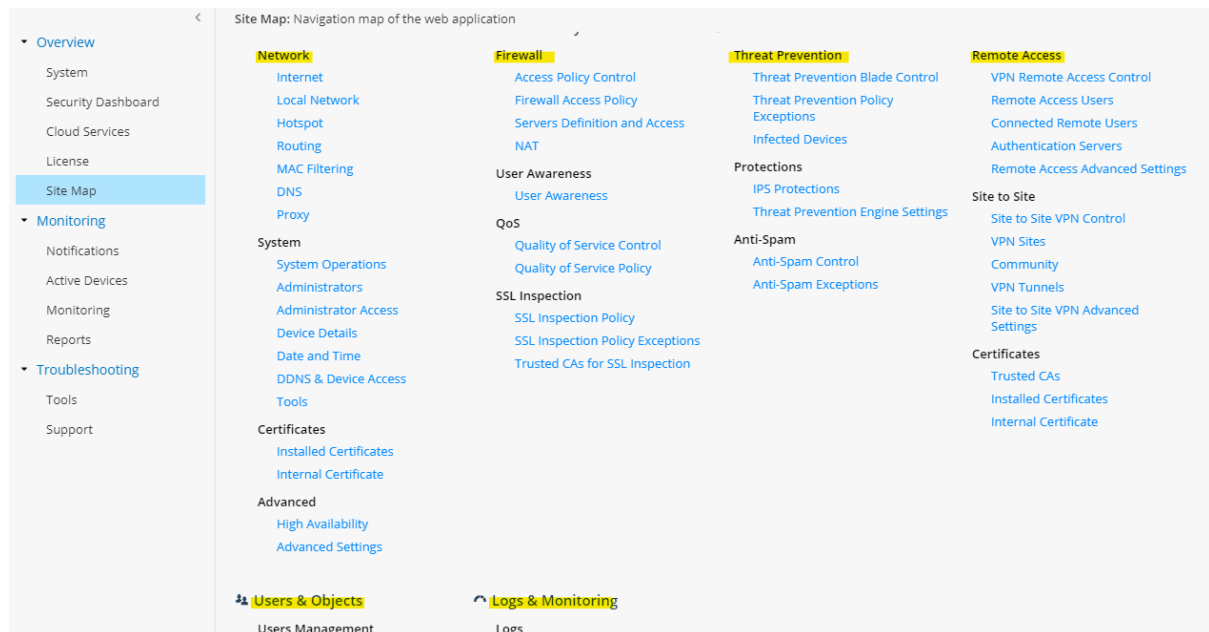 Site Map: Navigation map of the web application
Overview
System
Security Dashboard
Cloud Services
License
Site Map
Monitoring
Notifications
Active Devices
Monitoring
Reports
Troubleshooting
Tools
Support
Network
Internet
Local Network
Hotspot
Routing
MAC Filtering
DNS
Proxy
System
System Operations
Administrators
Administrator Access
Device Details
Date and Time
DDNS & Device Access
Tools
Certificates
Installed Certificates
Internal Certificate
Advanced
High Availability
Advanced Settings
Firewall
Access Policy Control
Firewall Access Policy
Servers Definition and Access
NAT
User Awareness
User Awareness
QoS
Quality of Service Control
Quality of Service Policy
SSL Inspection
SSL Inspection Policy
SSL Inspection Policy Exceptions
Trusted CAs for SSL Inspection
Threat Prevention
Threat Prevention Blade Control
Threat Prevention Policy
Exceptions
Infected Devices
Protections
IPS Protections
Threat Prevention Engine Settings
Anti-Spam
Anti-Spam Control
Anti-Spam Exceptions
Remote Access
VPN Remote Access Control
Remote Access Users
Connected Remote Users
Authentication Servers
Remote Access Advanced Settings
Site to Site
Site to Site VPN Control
VPN Sites
Community
VPN Tunnels
Site to Site VPN Advanced
Settings
Certificates
Trusted CAs
Installed Certificates
Internal Certificate
Users & Objects
Users Management
Logs & Monitoring
Logs